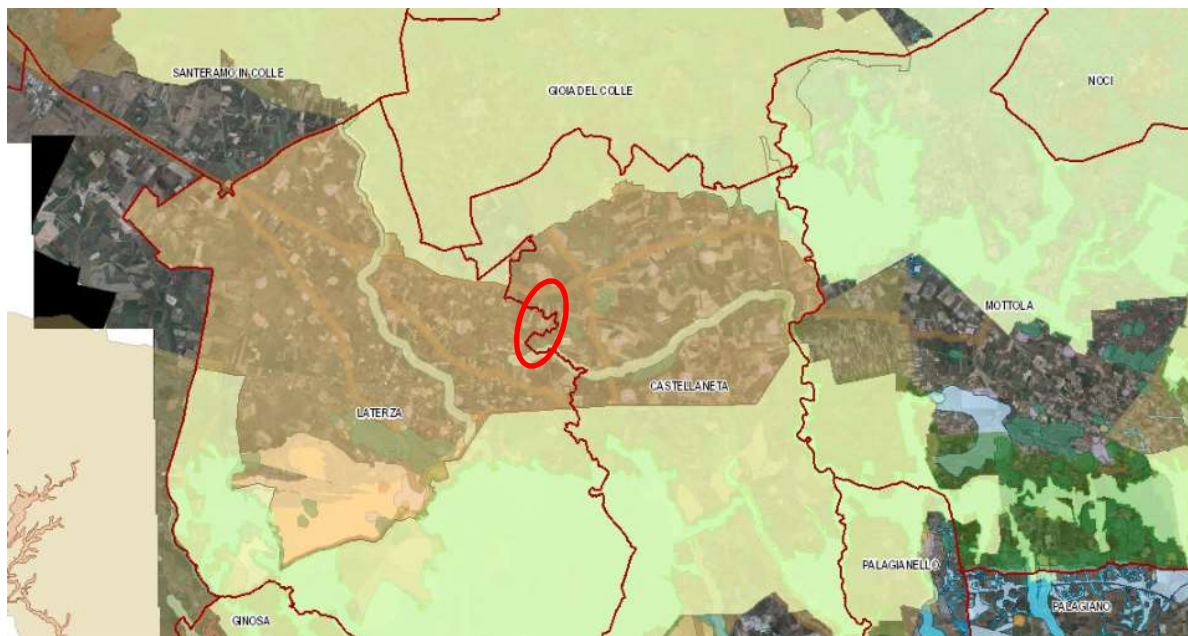 SANTERAMO IN COLLE
GIOIA DEL COLLE
NOCI
MOTTOLA
CASTELLANETA
LATERZA
PALAGIANELLO
PALAGIANO
GINOSA